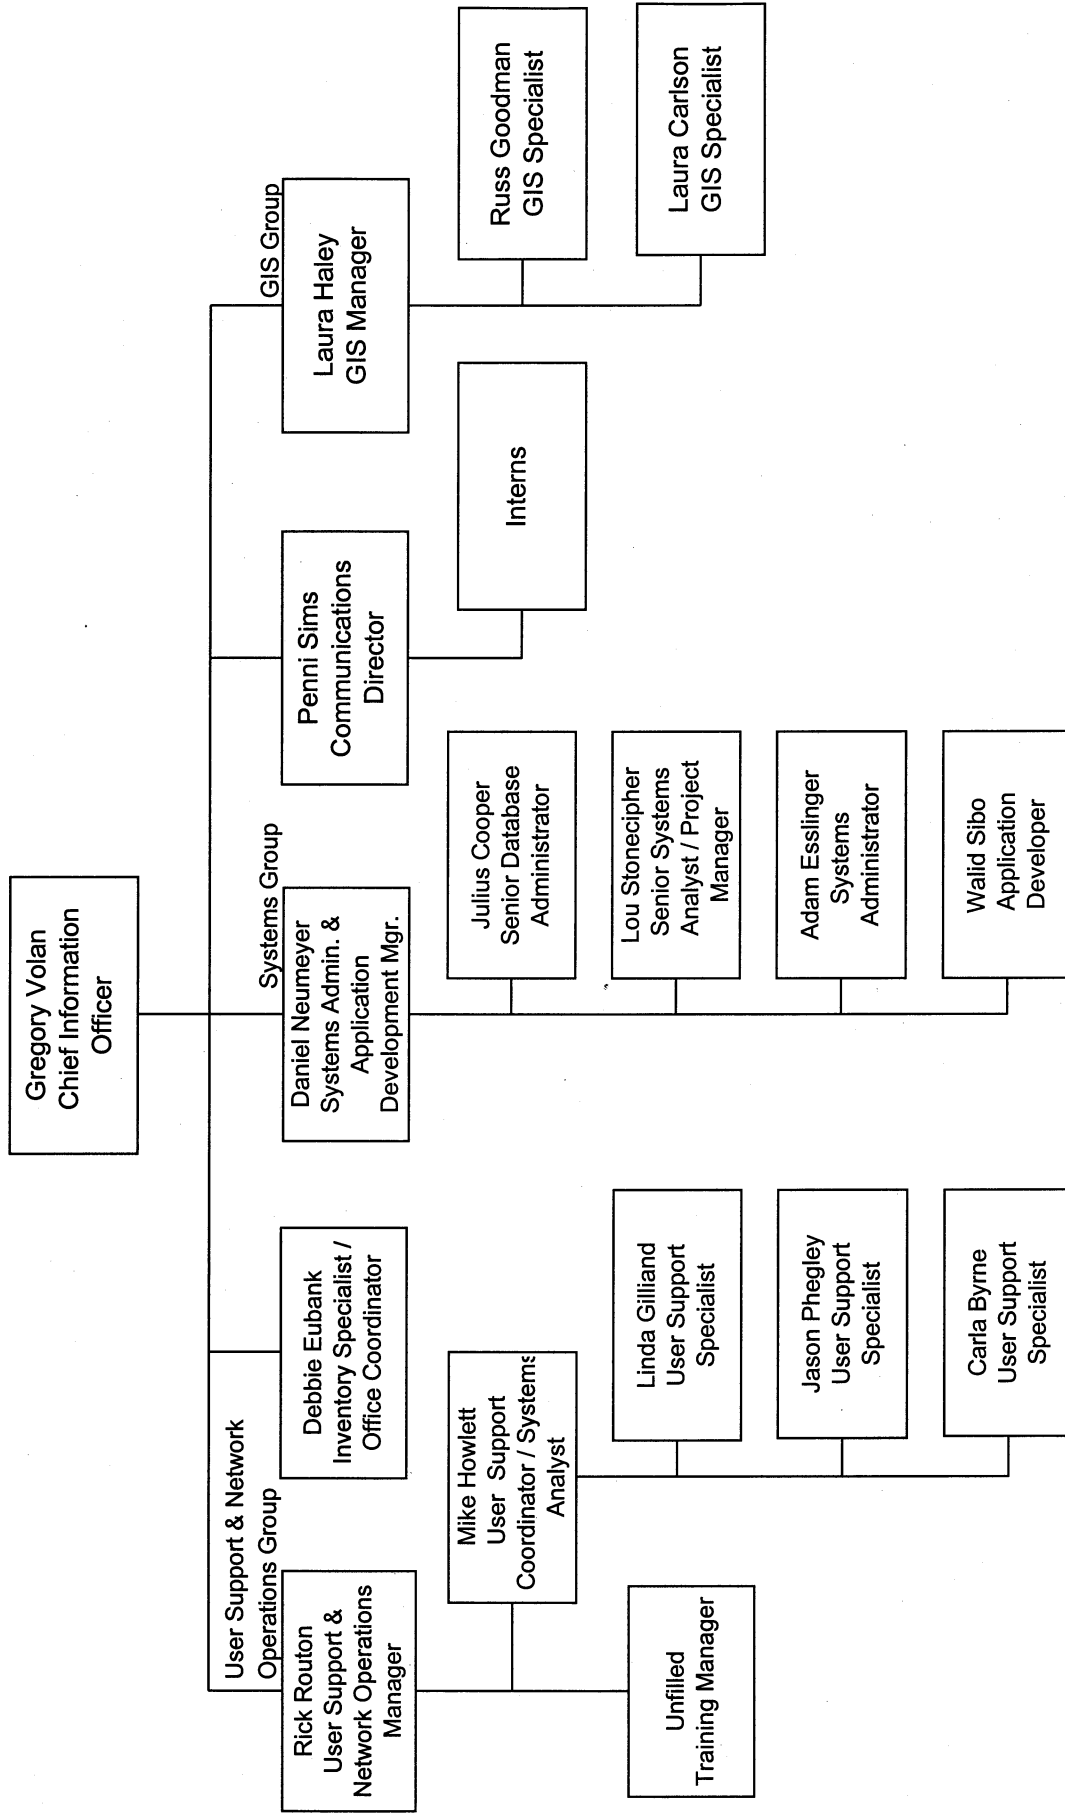 Gregory Volan
Chief Information
Officer
User Support & Network
Operations Group
Rick Routon
User Support &
Network Operations
Manager
Debbie Eubank
Inventory Specialist /
Office Coordinator
Systems Group
Daniel Neumeyer
Systems Admin. &
Application
Development Mgr.
Penni Sims
Communications
Director
GIS Group
Laura Haley
GIS Manager
Mike Howlett
User Support
Coordinator / Systems
Analyst
Unfilled
Training Manager
Linda Gilliand
User Support
Specialist
Jason Phegley
User Support
Specialist
Carla Byrne
User Support
Specialist
Julius Cooper
Senior Database
Administrator
Lou Stonecipher
Senior Systems
Analyst / Project
Manager
Adam Esslinger
Systems
Administrator
Walid Sibo
Application
Developer
Interns
Russ Goodman
GIS Specialist
Laura Carlson
GIS Specialist